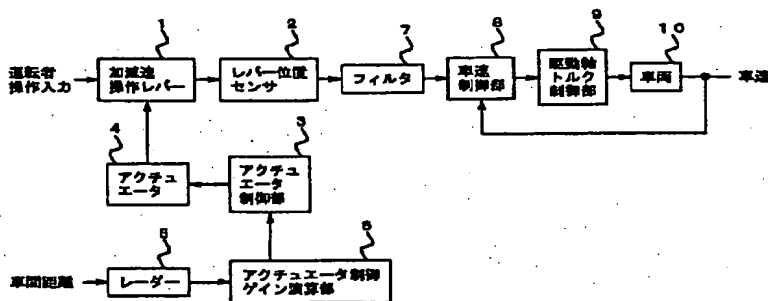 1
2
7
8
9
10
運転者
操作入力
加減速
操作レバー
レバー位置
センサ
フィルタ
車速
制御部
駆動軸
トルク
制御部
車両
車速
4
3
アクチュ
エータ
アクチュ
エータ
制御部
6
5
車間距離
レーダー
アクチュエータ制御
ゲイン演算部